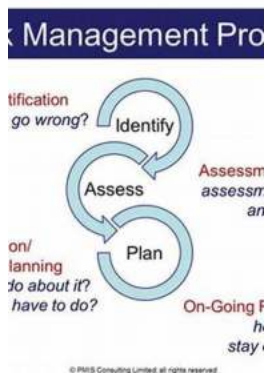 k Management Pro
tification
go wrong?
Identify
Assess
Assessm
assessm
an
on/
lanning
do about it?
have to do?
Plan
On-Going F
he
stay
© PMIS Consulting Limited: all rights reserved